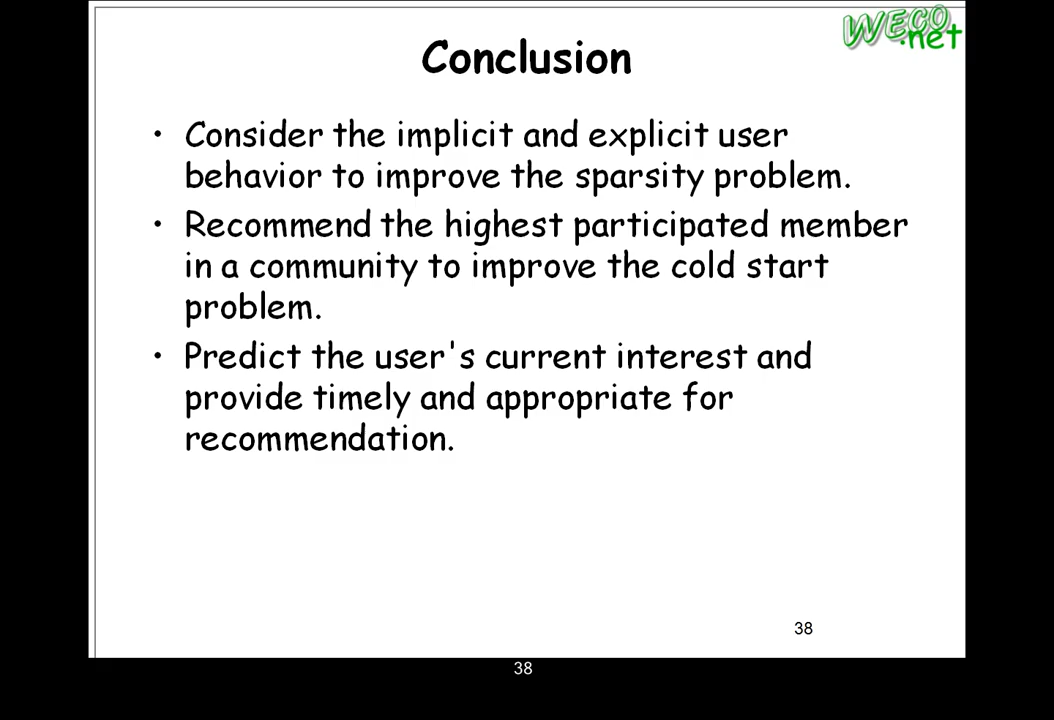 WECO
.net
Conclusion
• Consider the implicit and explicit user
behavior to improve the sparsity problem.
• Recommend the highest participated member
in a community to improve the cold start
problem.
• Predict the user's current interest and
provide timely and appropriate for
recommendation.
38
38